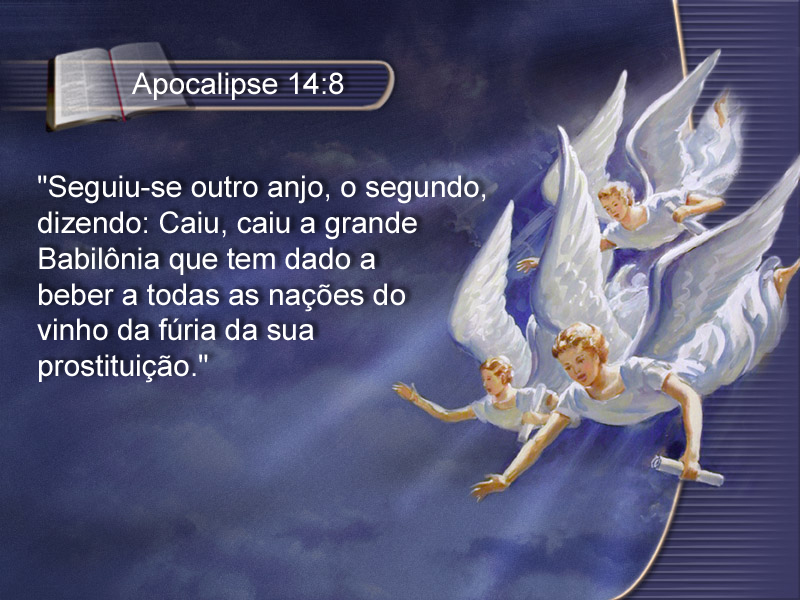 Apocalipse 14:8
"Seguiu-se outro anjo, o segundo,
dizendo: Caiu, caiu a grande
Babilônia que tem dado a
beber a todas as nações do
vinho da fúria da sua
prostituição."